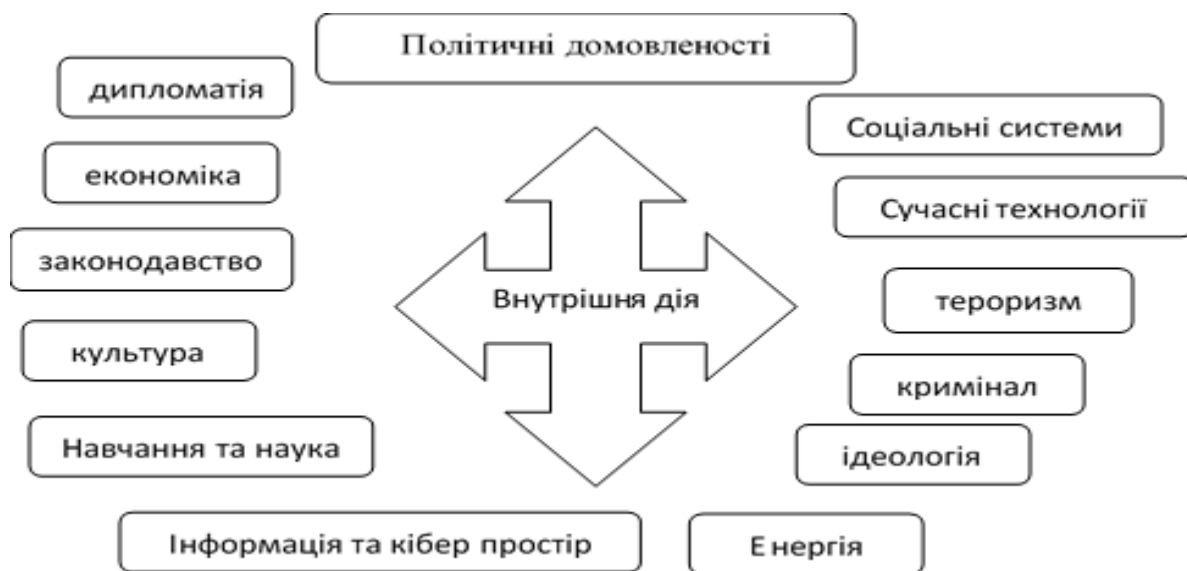 Політичні домовленості
дипломатія
Соціальні системи
економіка
Сучасні технології
законодавство
Внутрішня дія
тероризм
культура
кримінал
Навчання та наука
ідеологія
Інформація та кібер простір
Енергія